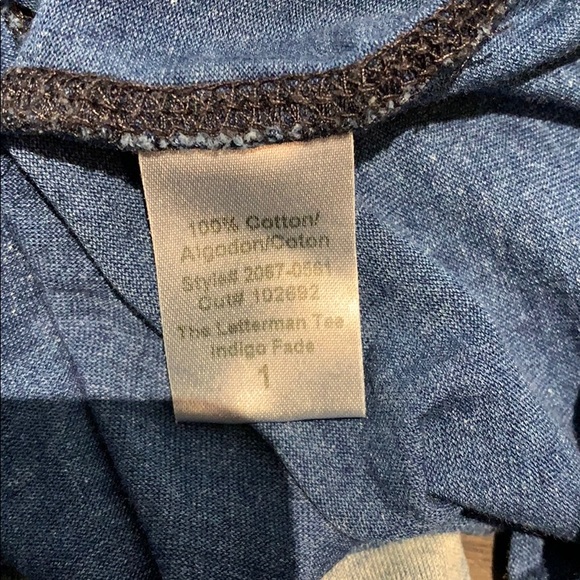 100% Cotton/
Algodon/Coton
Style# 2067-0561
Cut# 102692
The Letterman Tee
Indigo Fade
1